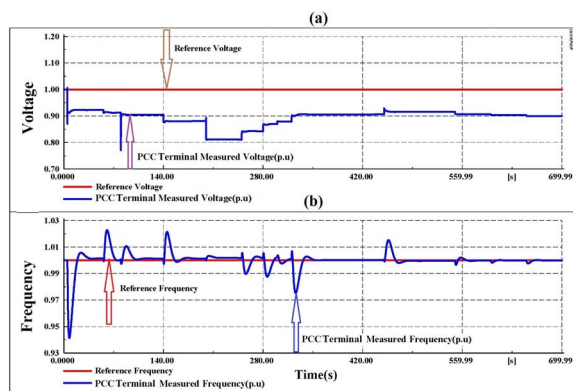 (a)
1.20
Reference Voltage
1.10
1.00
Voltage
0.90
0.80
PCC Terminal Measured Voltage(p.u)
0.70
0.0000 140.00 280.00 420.00 559.99 [s] 699.99
Reference Voltage
PCC Terminal Measured Voltage(p.u)
(b)
1.03
1.01
1.00
Frequency
0.99
Reference Frequency
0.95
PCC Terminal Measured Frequency(p.u)
0.93
0.0000 140.00 280.00 420.00 559.99 [s] 699.99
Reference Frequency
Time(s)
PCC Terminal Measured Frequency(p.u)